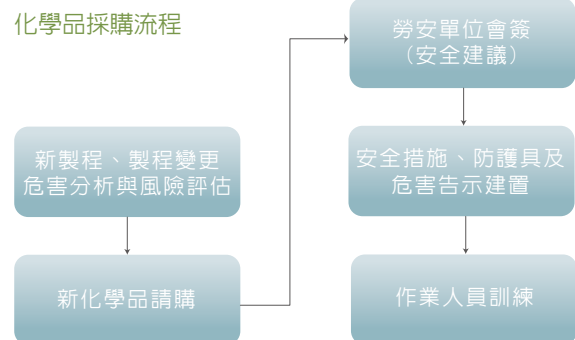 化學品採購流程
新製程、製程變更
危害分析與風險評估
新化學品請購
勞安單位會簽
（安全建議）
安全措施、防護具及
危害告示建置
作業人員訓練